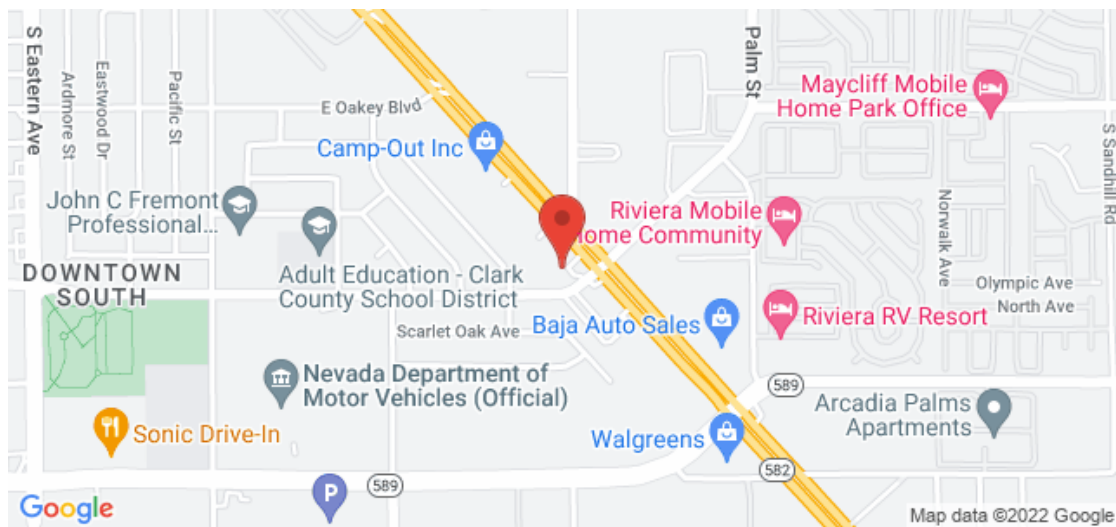 S Eastern Ave
Ardmore St
Eastwood Dr
Pacific St
E Oakey Blvd
Palm St
Maycliff Mobile
Home Park Office
S Sandhill Rd
Camp-Out Inc
John C Fremont
Professional...
Riviera Mobile
Home Community
Norwalk Ave
Adult Education - Clark
County School District
DOWNTOWN
SOUTH
Olympic Ave
North Ave
Scarlet Oak Ave
Baja Auto Sales
Riviera RV Resort
Nevada Department of
Motor Vehicles (Official)
589
Arcadia Palms
Apartments
Sonic Drive-In
Walgreens
582
589
P
Google
Map data ©2022 Google